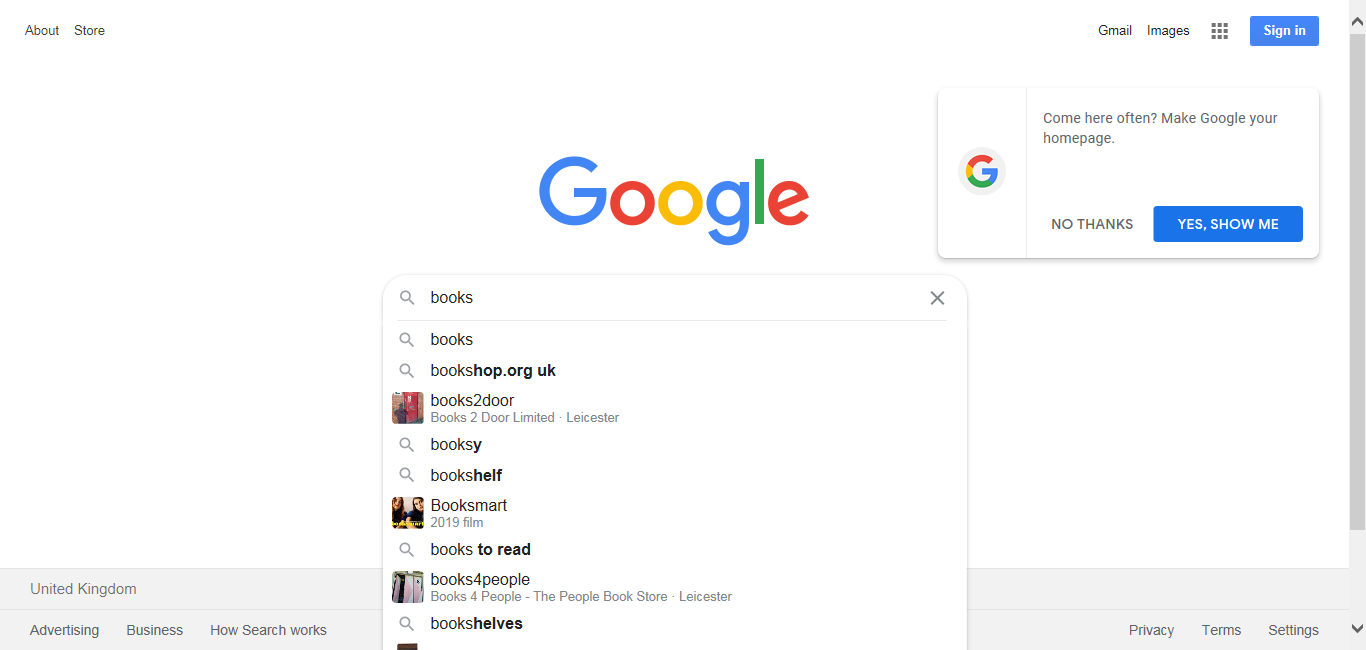 About Store
Gmail Images Sign in
Come here often? Make Google your
homepage.
NO THANKS YES, SHOW ME
Google
books
books
bookshop.org uk
books2door
Books 2 Door Limited · Leicester
booksy
bookshelf
Booksmart
2019 film
books to read
books4people
Books 4 People - The People Book Store · Leicester
bookshelves
United Kingdom
Advertising Business How Search works
Privacy Terms Settings